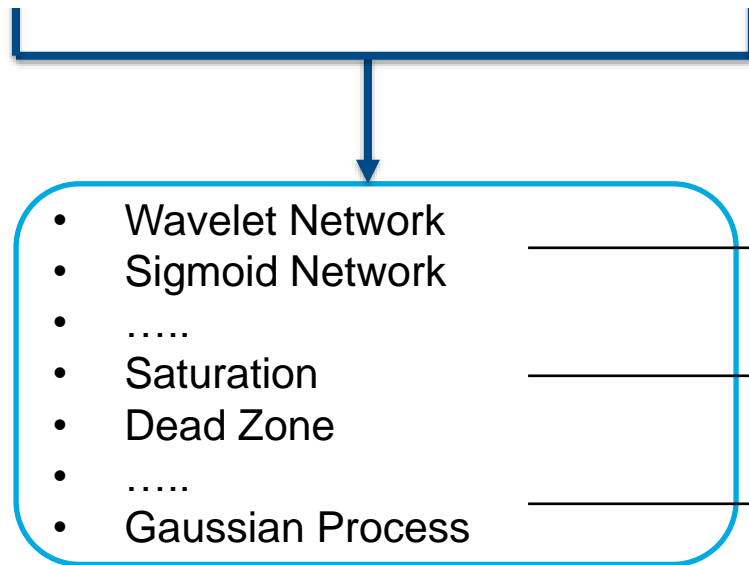 • Wavelet Network
• Sigmoid Network
• …..
• Saturation
• Dead Zone
• …..
• Gaussian Process